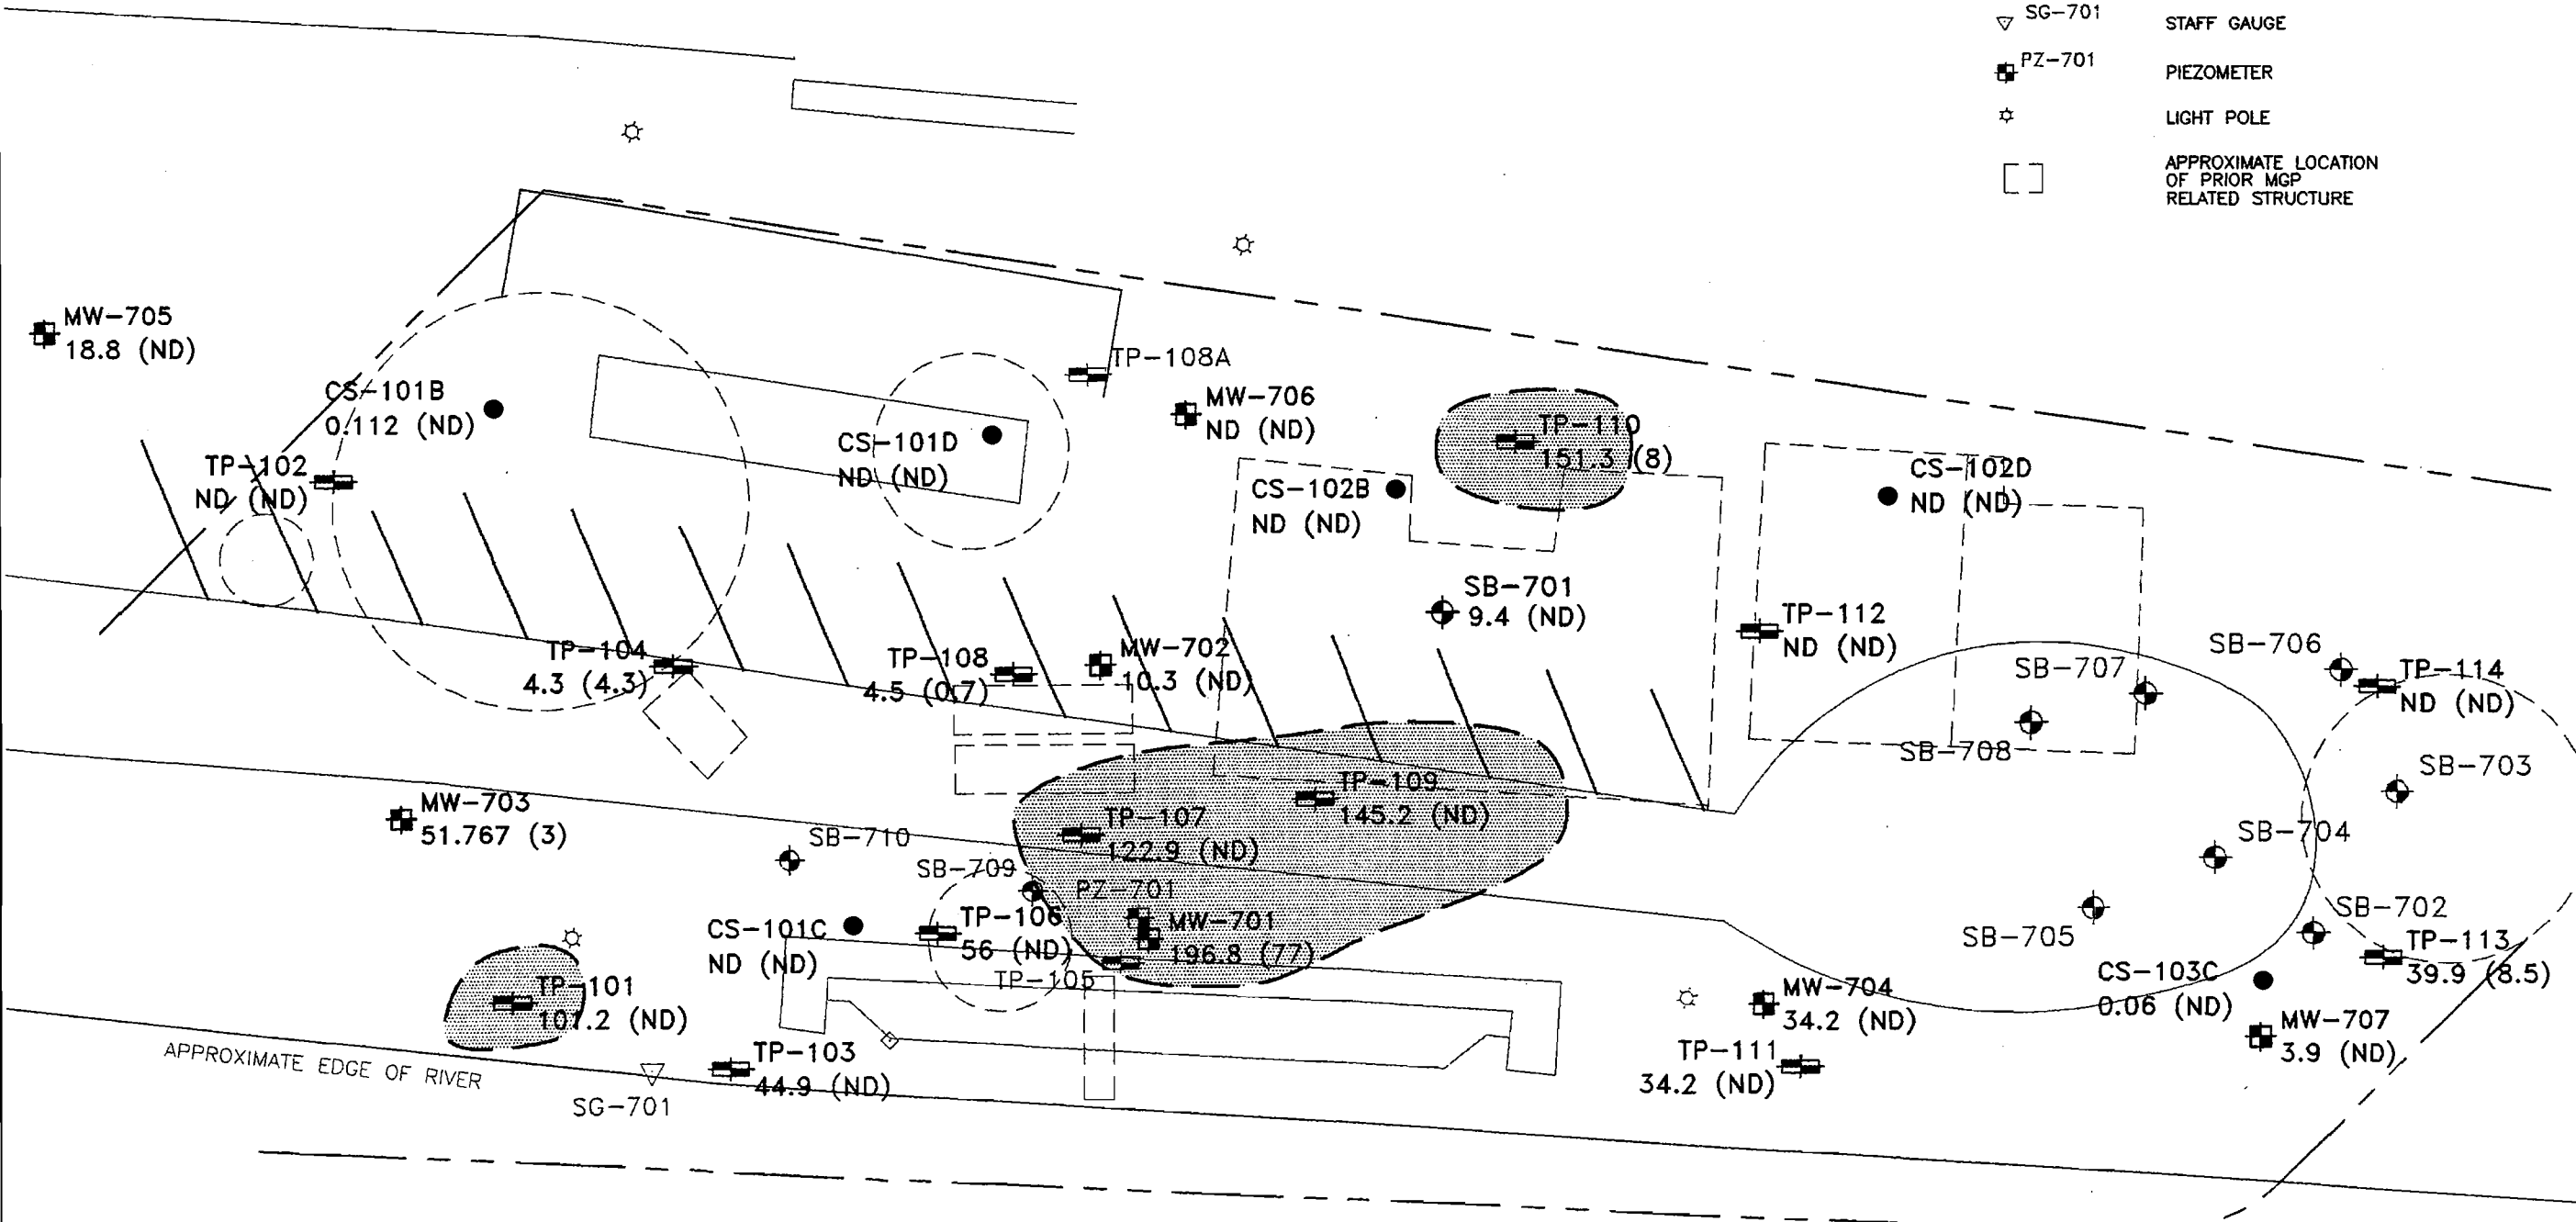 SG-701
STAFF GAUGE
PZ-701
PIEZOMETER
LIGHT POLE
APPROXIMATE LOCATION
OF PRIOR MGP
RELATED STRUCTURE
MW-705
18.8 (ND)
CS-101B
0.112 (ND)
TP-102
ND (ND)
CS-101D
ND (ND)
TP-108A
MW-706
ND (ND)
TP-110
151.3 (8)
CS-102B
ND (ND)
CS-102D
ND (ND)
SB-701
9.4 (ND)
TP-112
ND (ND)
TP-104
4.3 (4.3)
TP-108
4.5 (0.7)
MW-702
10.3 (ND)
SB-706
SB-707
TP-114
ND (ND)
SB-708
SB-703
TP-109
145.2 (ND)
MW-703
51.767 (3)
TP-107
122.9 (ND)
SB-710
SB-704
SB-709
PZ-701
CS-101C
ND (ND)
TP-106
56 (ND)
MW-701
196.8 (77)
TP-105
SB-705
SB-702
TP-113
39.9 (8.5)
TP-101
101.2 (ND)
CS-103C
0.06 (ND)
MW-704
34.2 (ND)
MW-707
3.9 (ND)
TP-111
34.2 (ND)
TP-103
44.9 (ND)
APPROXIMATE EDGE OF RIVER
SG-701